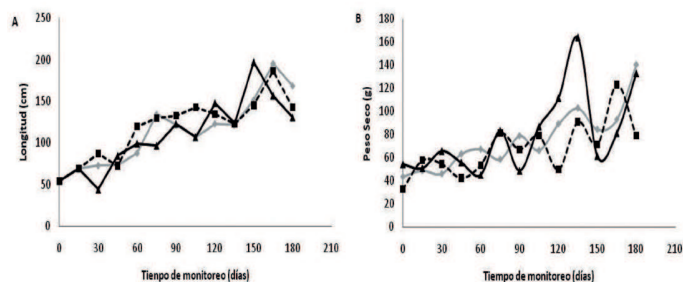 A
250
200
150
100
50
0
Longitud (cm)
0 30 60 90 120 150 180 210
Tienpo de monitoreo (días)
B
180
160
140
120
100
80
60
40
20
0
Peso Seco (g)
0 30 60 90 120 150 180 210
Tiempo de monitoreo (días)